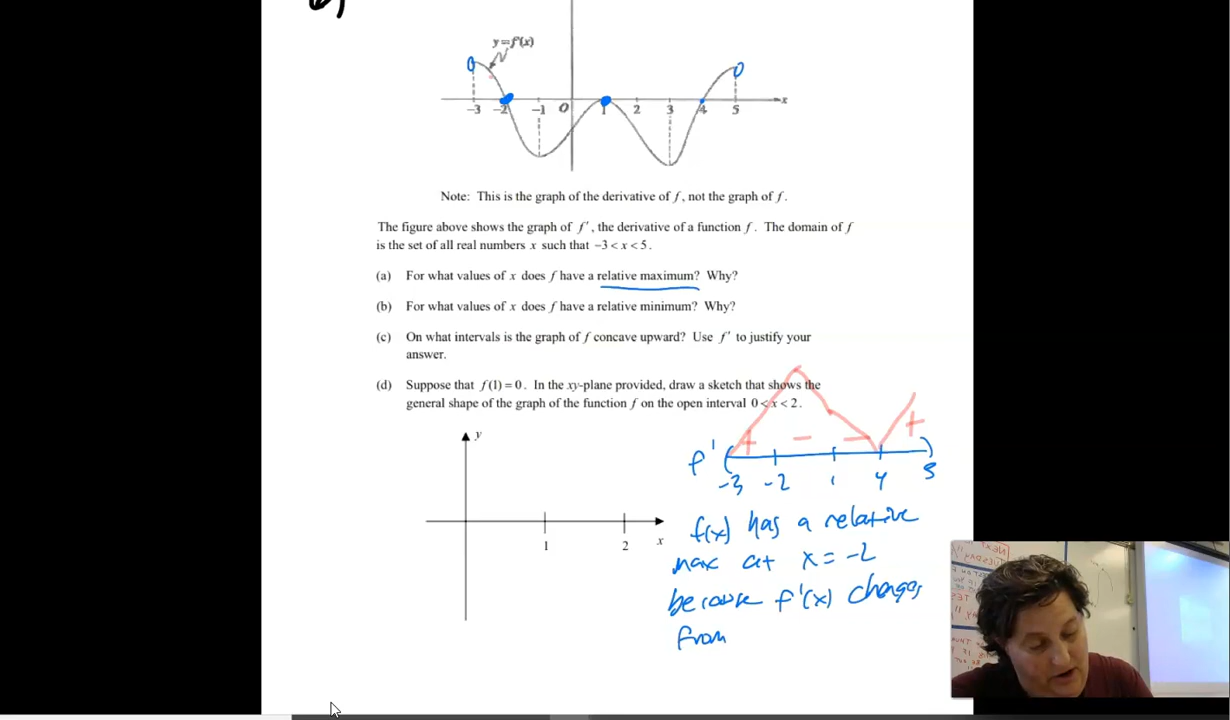 y = f'(x)
-3 -2 -1 O 1 2 3 4 5 x
Note: This is the graph of the derivative of f, not the graph of f.
The figure above shows the graph of f', the derivative of a function f. The domain of f
is the set of all real numbers x such that -3 < x < 5.
(a) For what values of x does f have a relative maximum? Why?
(b) For what values of x does f have a relative minimum? Why?
(c) On what intervals is the graph of f concave upward? Use f' to justify your
answer.
(d) Suppose that f(1) = 0. In the xy-plane provided, draw a sketch that shows the
general shape of the graph of the function f on the open interval 0 < x < 2.
y
1 2 x
+ - - +
f'
-3 -2 1 4 5
f(x) has a relative
max at x = -2
because f'(x) changes
from